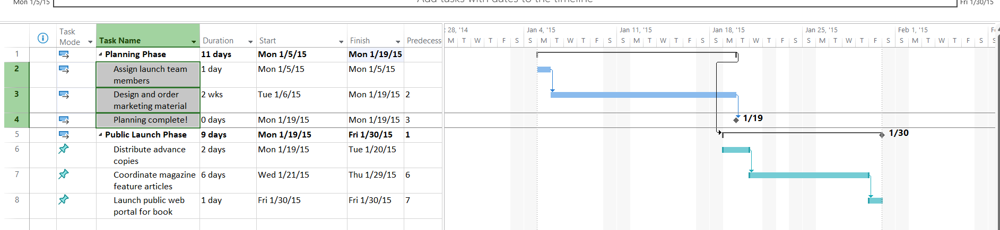 Mon 1/5/15
Add tasks with dates to the timeline
Fri 1/30/15
Task Mode
Task Name
Duration
Start
Finish
Predecess
28, '14
Jan 4, '15
Jan 11, '15
Jan 18, '15
Jan 25, '15
Feb 1, '15
M T W T F S S M T W T F S S M T W T F S S M T W T F S S M T W T F S S M T W T F S S
1 Planning Phase 11 days Mon 1/5/15 Mon 1/19/15
2 Assign launch team members 1 day Mon 1/5/15 Mon 1/5/15
3 Design and order marketing material 2 wks Tue 1/6/15 Mon 1/19/15 2
4 Planning complete! 0 days Mon 1/19/15 Mon 1/19/15 3
1/19
5 Public Launch Phase 9 days Mon 1/19/15 Fri 1/30/15 1
1/30
6 Distribute advance copies 2 days Mon 1/19/15 Tue 1/20/15
7 Coordinate magazine feature articles 6 days Wed 1/21/15 Thu 1/29/15 6
8 Launch public web portal for book 1 day Fri 1/30/15 Fri 1/30/15 7